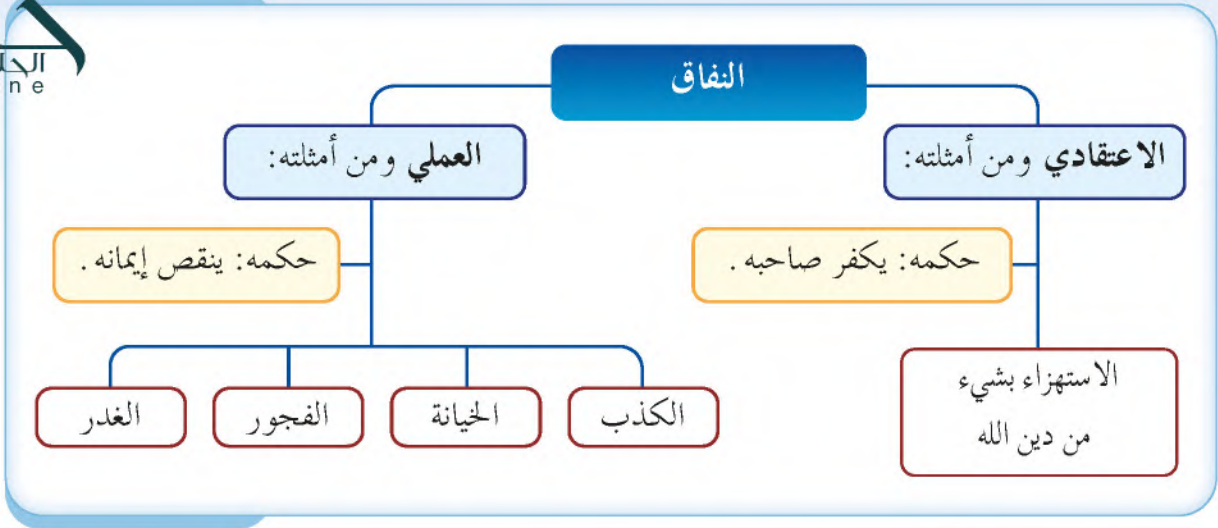 النفاق
الاعتقادي ومن أمثلته:
حكمه: يكفر صاحبه.
الاستهزاء بشيء
من دين الله
العملي ومن أمثلته:
حكمه: ينقص إيمانه.
الكذب
الخيانة
الفجور
الغدر